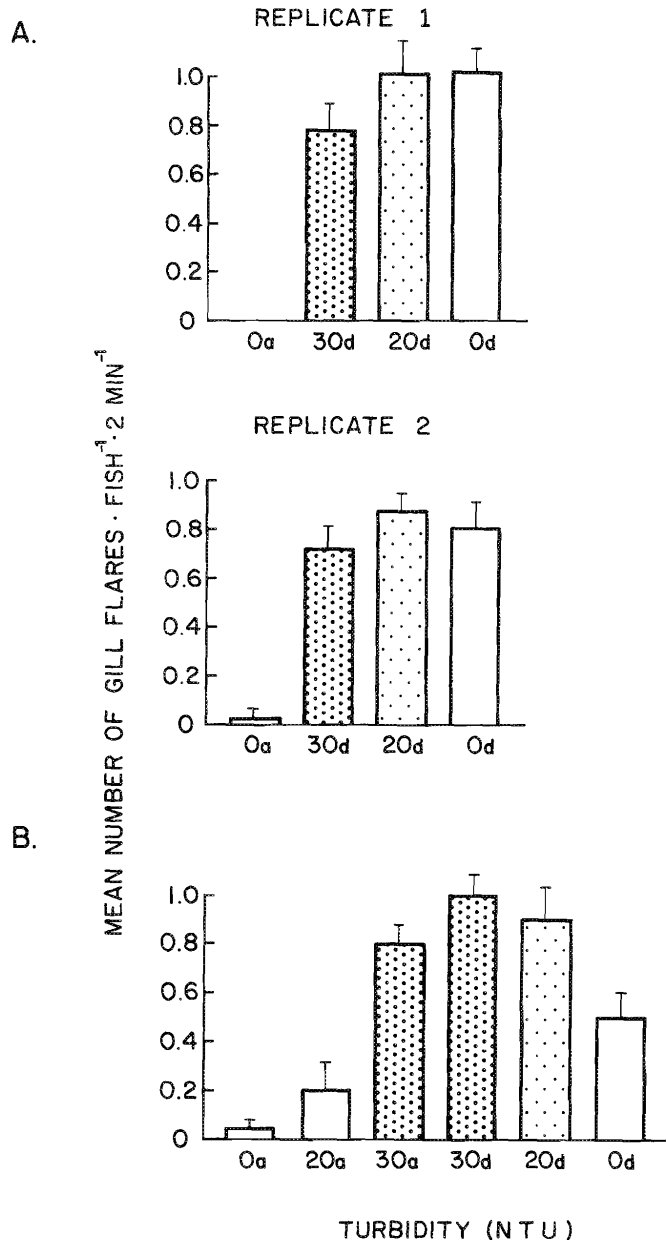 A.
REPLICATE 1
1.0
0.8
0.6
0.4
0.2
0
0a 30d 20d 0d
REPLICATE 2
1.0
0.8
0.6
0.4
0.2
0
0a 30d 20d 0d
MEAN NUMBER OF GILL FLARES · FISH⁻¹ · 2 MIN⁻¹
B.
1.0
0.8
0.6
0.4
0.2
0
0a 20a 30a 30d 20d 0d
TURBIDITY (NTU)